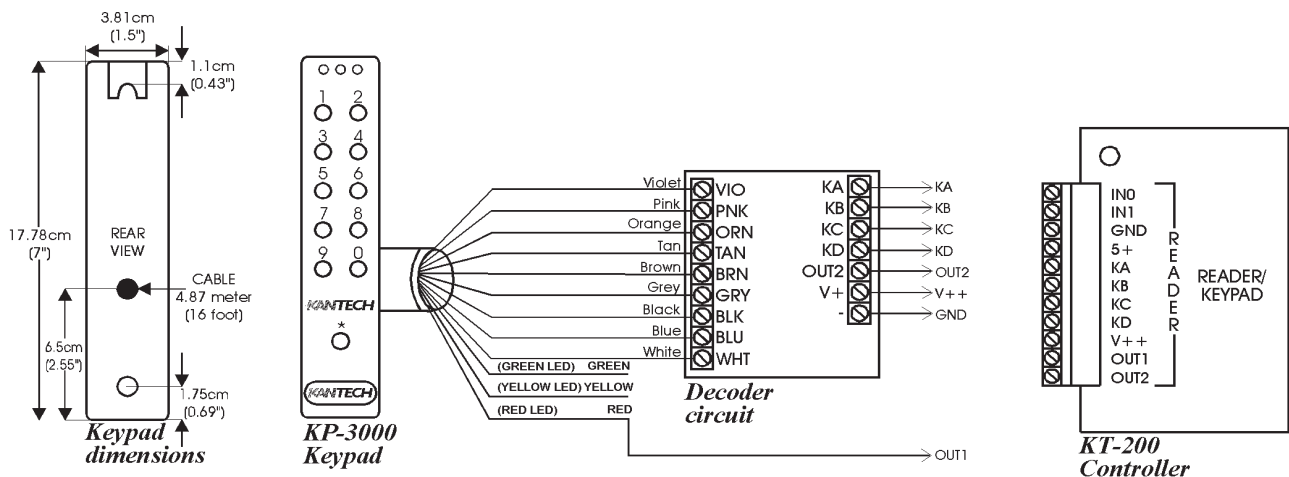 3.81cm
(1.5")
1.1cm
(0.43")
17.78cm
(7")
REAR
VIEW
CABLE
4.87 meter
(16 foot)
6.5cm
(2.55")
1.75cm
(0.69")
Keypad
dimensions
1 2
3 4
5 6
7 8
9 0
KANTECH
*
KANTECH
KP-3000
Keypad
Violet
Pink
Orange
Tan
Brown
Grey
Black
Blue
White
(GREEN LED) GREEN
(YELLOW LED) YELLOW
(RED LED) RED
VIO
PNK
ORN
TAN
BRN
GRY
BLK
BLU
WHT
KA
KB
KC
KD
OUT2
V+
-
Decoder
circuit
KA
KB
KC
KD
OUT2
V++
GND
OUT1
IN0
IN1
GND
5+
KA
KB
KC
KD
V++
OUT1
OUT2
READER
READER/
KEYPAD
KT-200
Controller